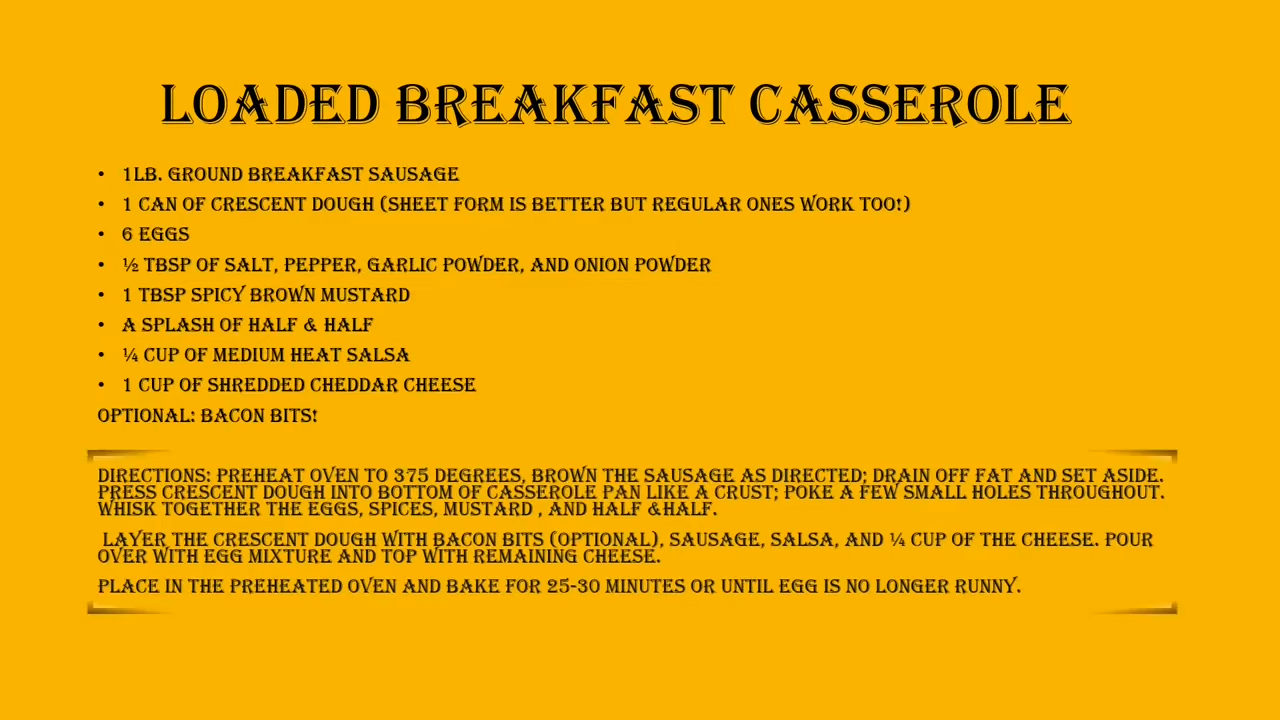 LOADED BREAKFAST CASSEROLE
• 1LB. GROUND BREAKFAST SAUSAGE
• 1 CAN OF CRESCENT DOUGH (SHEET FORM IS BETTER BUT REGULAR ONES WORK TOO!)
• 6 EGGS
• ½ TBSP OF SALT, PEPPER, GARLIC POWDER, AND ONION POWDER
• 1 TBSP SPICY BROWN MUSTARD
• A SPLASH OF HALF & HALF
• ¼ CUP OF MEDIUM HEAT SALSA
• 1 CUP OF SHREDDED CHEDDAR CHEESE
OPTIONAL: BACON BITS!
DIRECTIONS: PREHEAT OVEN TO 375 DEGREES, BROWN THE SAUSAGE AS DIRECTED; DRAIN OFF FAT AND SET ASIDE.
PRESS CRESCENT DOUGH INTO BOTTOM OF CASSEROLE PAN LIKE A CRUST; POKE A FEW SMALL HOLES THROUGHOUT.
WHISK TOGETHER THE EGGS, SPICES, MUSTARD , AND HALF &HALF.
LAYER THE CRESCENT DOUGH WITH BACON BITS (OPTIONAL), SAUSAGE, SALSA, AND ¼ CUP OF THE CHEESE. POUR
OVER WITH EGG MIXTURE AND TOP WITH REMAINING CHEESE.
PLACE IN THE PREHEATED OVEN AND BAKE FOR 25-30 MINUTES OR UNTIL EGG IS NO LONGER RUNNY.